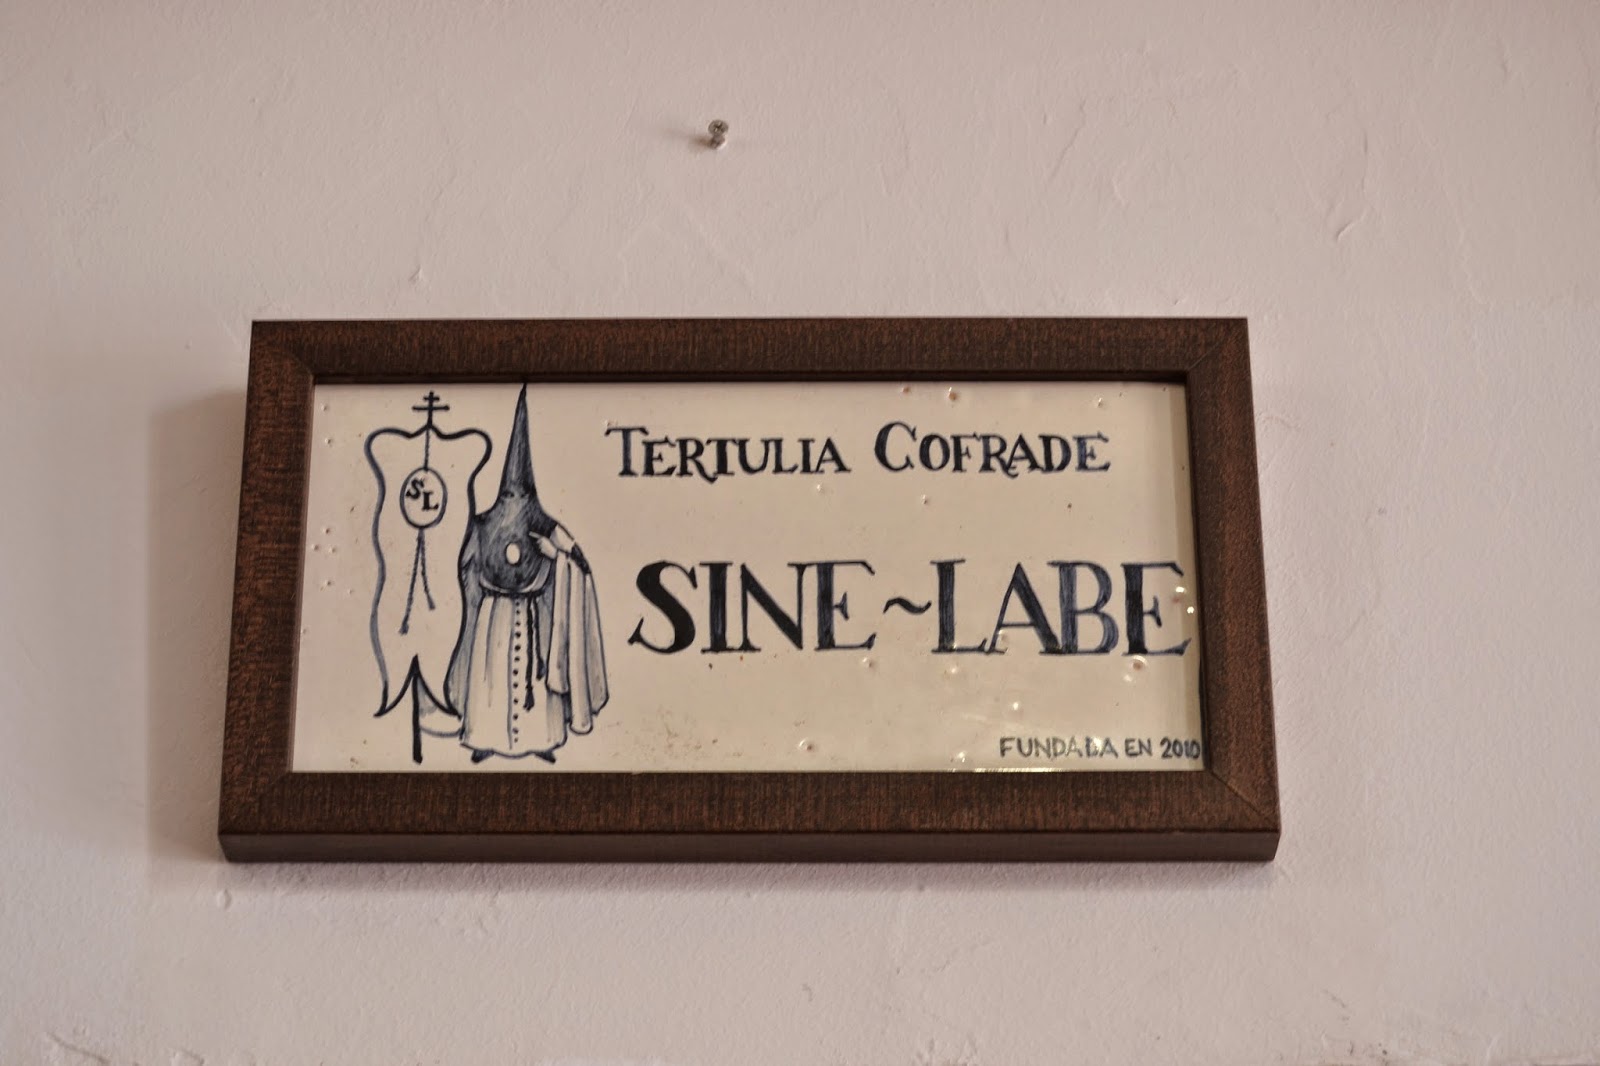 SL
TERTULIA COFRADE
SINE~LABE
FUNDADA EN 2010